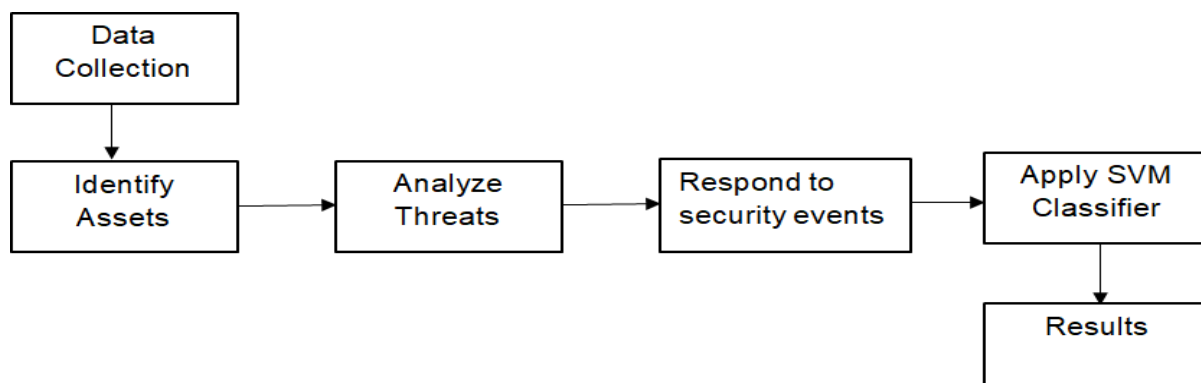 Data
Collection
Identify
Assets
Analyze
Threats
Respond to
security events
Apply SVM
Classifier
Results